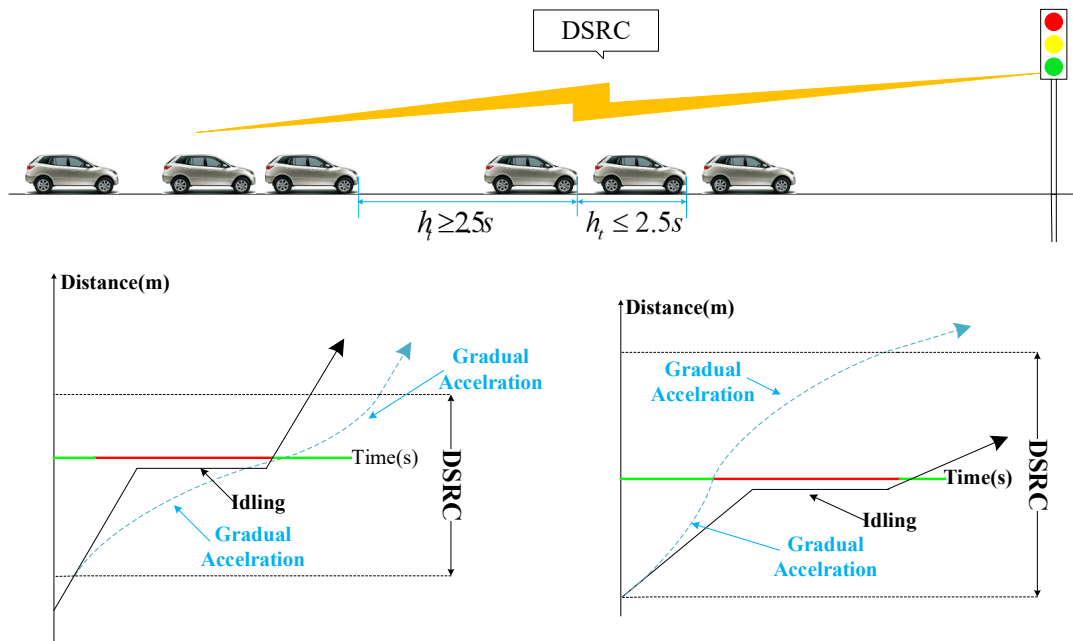 DSRC
h_t ≥2.5s
h_t ≤ 2.5s
Distance(m)
Gradual
Accelration
Time(s)
Idling
Gradual
Accelration
DSRC
Distance(m)
Gradual
Accelration
Time(s)
Idling
Gradual
Accelration
DSRC